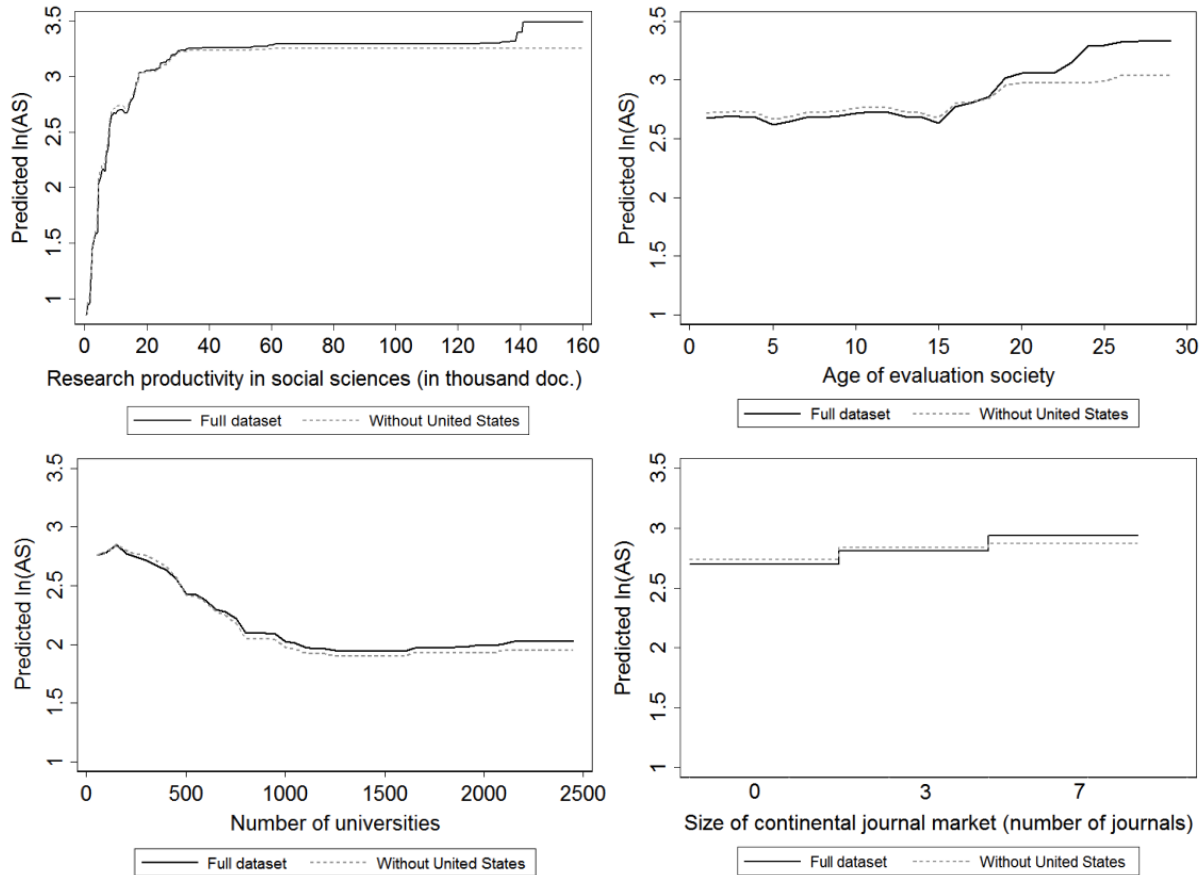 Predicted ln(AS)
3.5
3
2.5
2
1.5
1
0 20 40 60 80 100 120 140 160
Research productivity in social sciences (in thousand doc.)
Full dataset Without United States
Predicted ln(AS)
3.5
3
2.5
2
1.5
1
0 5 10 15 20 25 30
Age of evaluation society
Full dataset Without United States
Predicted ln(AS)
3.5
3
2.5
2
1.5
1
0 500 1000 1500 2000 2500
Number of universities
Full dataset Without United States
Predicted ln(AS)
3.5
3
2.5
2
1.5
1
0 3 7
Size of continental journal market (number of journals)
Full dataset Without United States